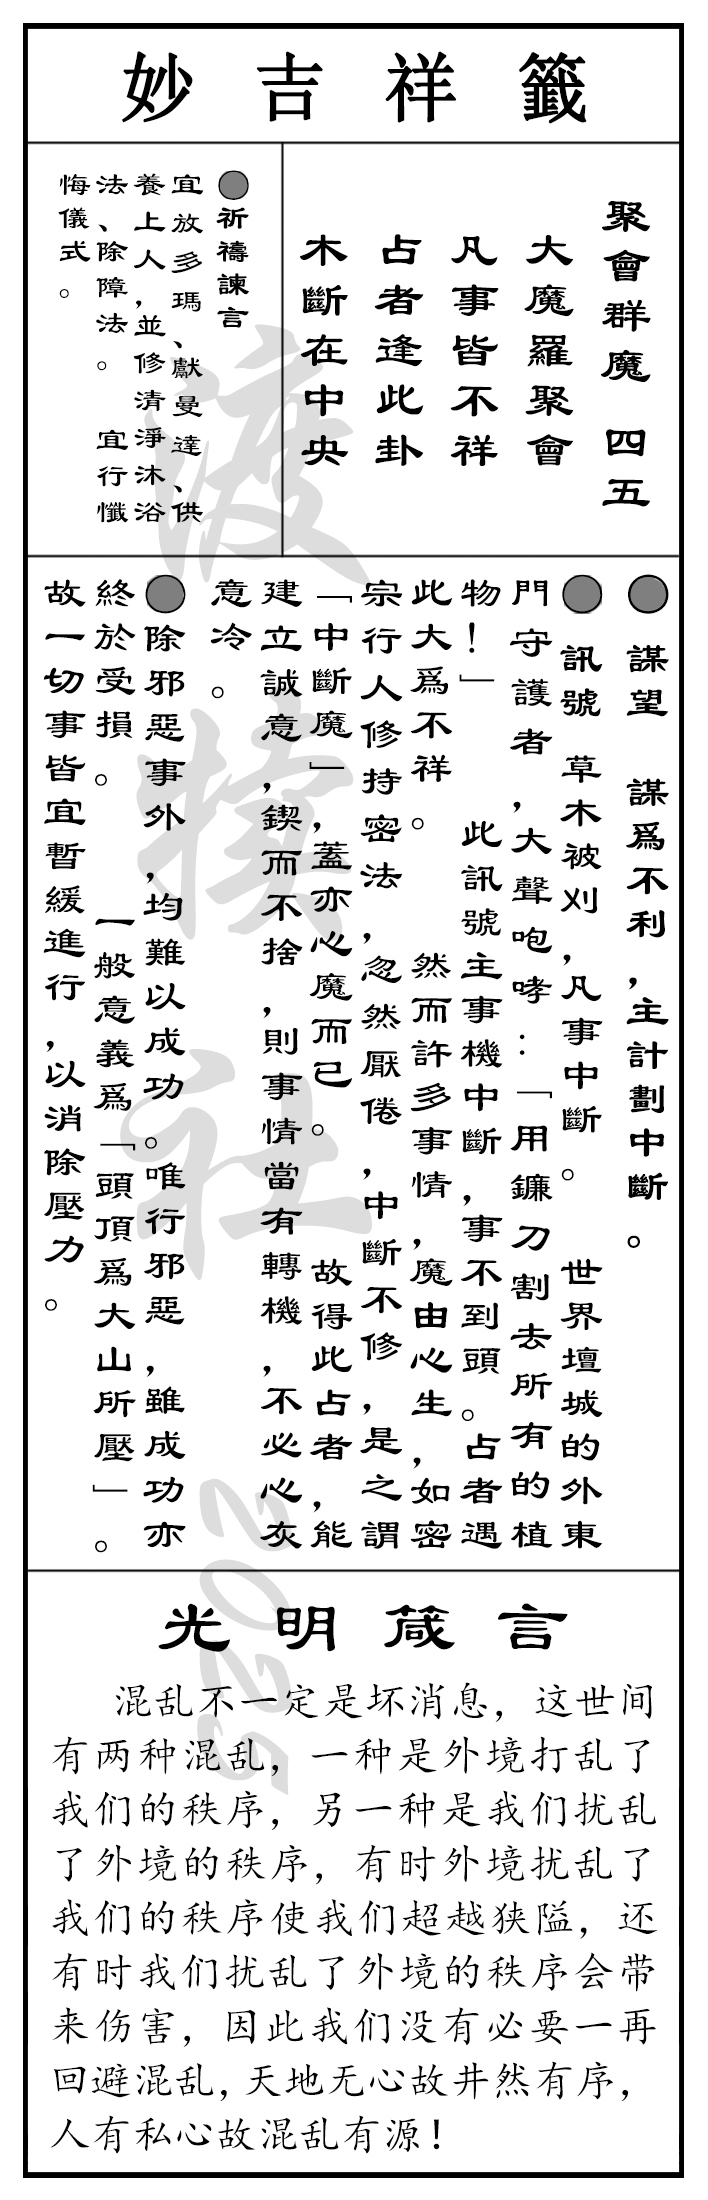 妙吉祥籤
聚會群魔 四五
大魔羅聚會
凡事皆不祥
占者逢此卦
木斷在中央
●祈禱諫言
宜放多瑪、獻曼達、供
養上人，並修清淨沐浴
法、除障法。 宜行懺
悔儀式。
● 謀望 謀爲不利，主計劃中斷。
● 訊號 草木被刈，凡事中斷。 世界壇城的外東
門守護者，大聲咆哮：「用鐮刀割去所有的植
物！」 此訊號主事機中斷，事不到頭。占者遇
此大爲不祥。 然而許多事情，魔由心生，如密
宗行人修持密法，忽然厭倦，中斷不修，是之謂
「中斷魔」，蓋亦心魔而已。 故得此占者，能
建立誠意，鍥而不捨，則事情當有轉機，不必心灰
意冷。
●除邪惡事外，均難以成功。唯行邪惡，雖成功亦
終於受損。 一般意義爲「頭頂爲大山所壓」。
故一切事皆宜暫緩進行，以消除壓力。
光明箴言
混乱不一定是坏消息，这世间
有两种混乱，一种是外境打乱了
我们的秩序，另一种是我们扰乱
了外境的秩序，有时外境扰乱了
我们的秩序使我们超越狭隘，还
有时我们扰乱了外境的秩序会带
来伤害，因此我们没有必要一再
回避混乱，天地无心故井然有序，
人有私心故混乱有源！
渡犊社
2025